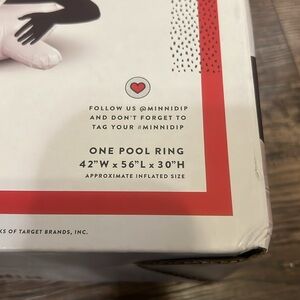 FOLLOW US @MINNIDIP
AND DON'T FORGET TO
TAG YOUR #MINNIDIP
ONE POOL RING
42"W x 56"L x 30"H
APPROXIMATE INFLATED SIZE
KS OF TARGET BRANDS, INC.